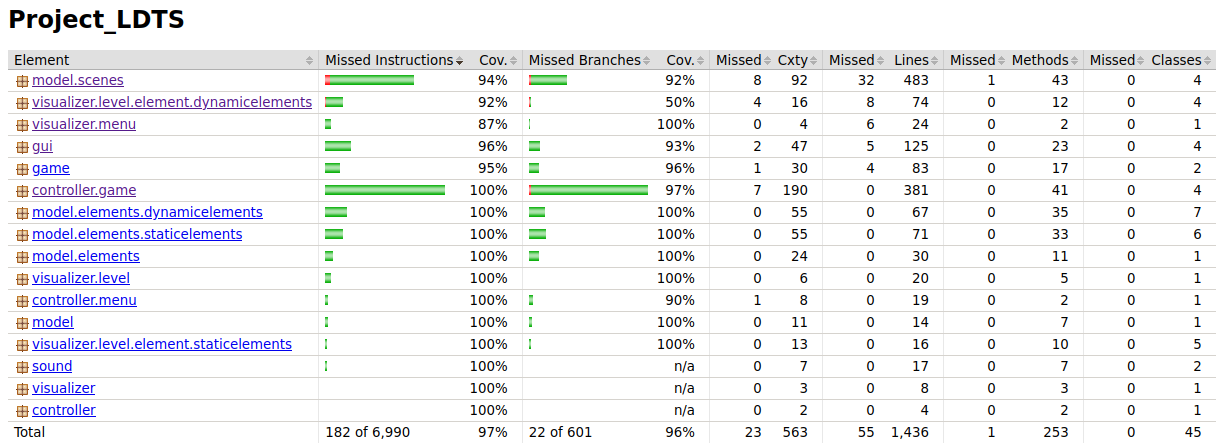 Project_LDTS
Element Missed Instructions Cov. Missed Branches Cov. Missed Cxty Missed Lines Missed Methods Missed Classes
model.scenes 94% 92% 8 92 32 483 1 43 0 4
visualizer.level.element.dynamicelements 92% 50% 4 16 8 74 0 12 0 4
visualizer.menu 87% 100% 0 4 6 24 0 2 0 1
gui 96% 93% 2 47 5 125 0 23 0 4
game 95% 96% 1 30 4 83 0 17 0 2
controller.game 100% 97% 7 190 0 381 0 41 0 4
model.elements.dynamicelements 100% 100% 0 55 0 67 0 35 0 7
model.elements.staticelements 100% 100% 0 55 0 71 0 33 0 6
model.elements 100% 100% 0 24 0 30 0 11 0 1
visualizer.level 100% 100% 0 6 0 20 0 5 0 1
controller.menu 100% 90% 1 8 0 19 0 2 0 1
model 100% 100% 0 11 0 14 0 7 0 1
visualizer.level.element.staticelements 100% 100% 0 13 0 16 0 10 0 5
sound 100% n/a 0 7 0 17 0 7 0 2
visualizer 100% n/a 0 3 0 8 0 3 0 1
controller 100% n/a 0 2 0 4 0 2 0 1
Total 182 of 6,990 97% 22 of 601 96% 23 563 55 1,436 1 253 0 45